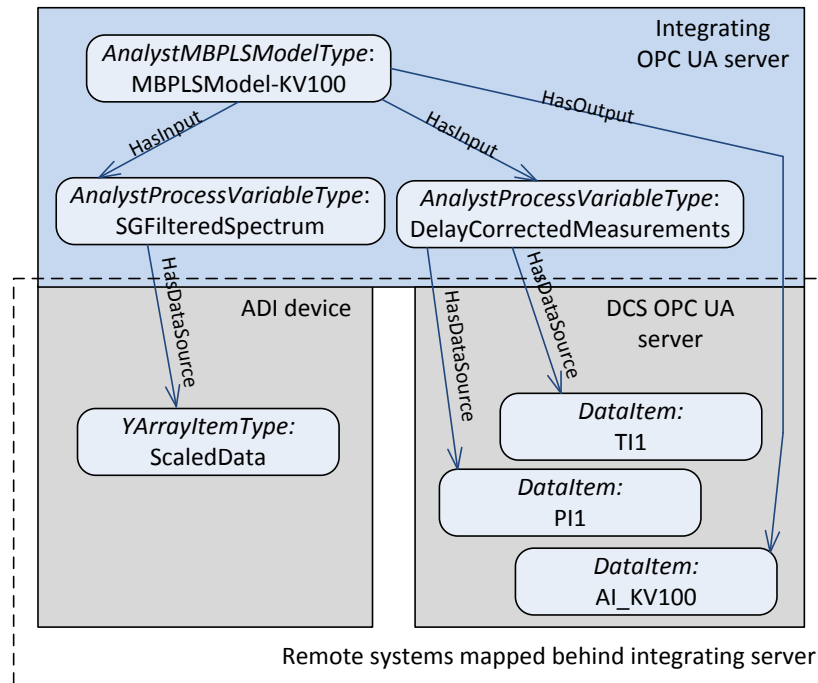 Integrating
OPC UA server
AnalystMBPLSModelType:
MBPLSModel-KV100
HasOutput
HasInput
HasInput
AnalystProcessVariableType:
SGFilteredSpectrum
AnalystProcessVariableType:
DelayCorrectedMeasurements
HasDataSource
HasDataSource
HasDataSource
ADI device
DCS OPC UA
server
YArrayItemType:
ScaledData
DataItem:
TI1
DataItem:
PI1
DataItem:
AI_KV100
Remote systems mapped behind integrating server